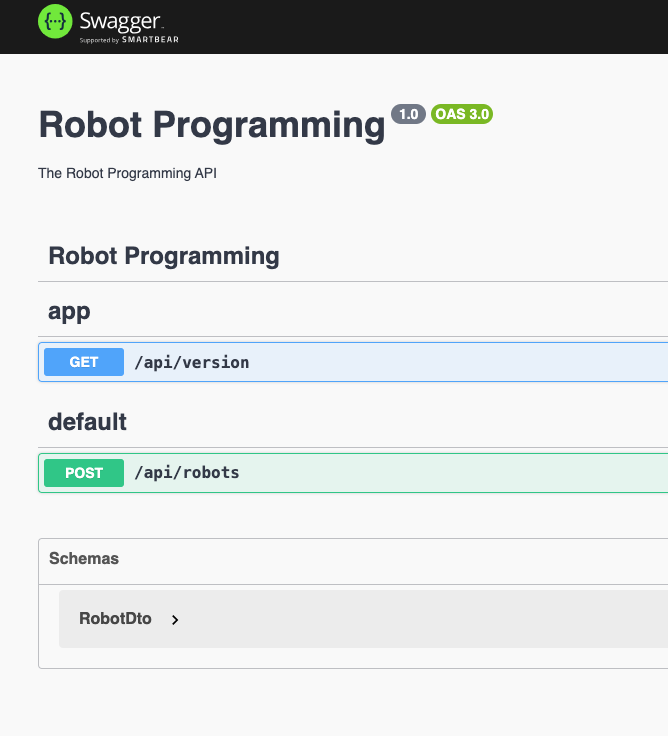 {···} Swagger
Supported by SMARTBEAR
Robot Programming 1.0 OAS 3.0
The Robot Programming API
Robot Programming
app
GET /api/version
default
POST /api/robots
Schemas
RobotDto